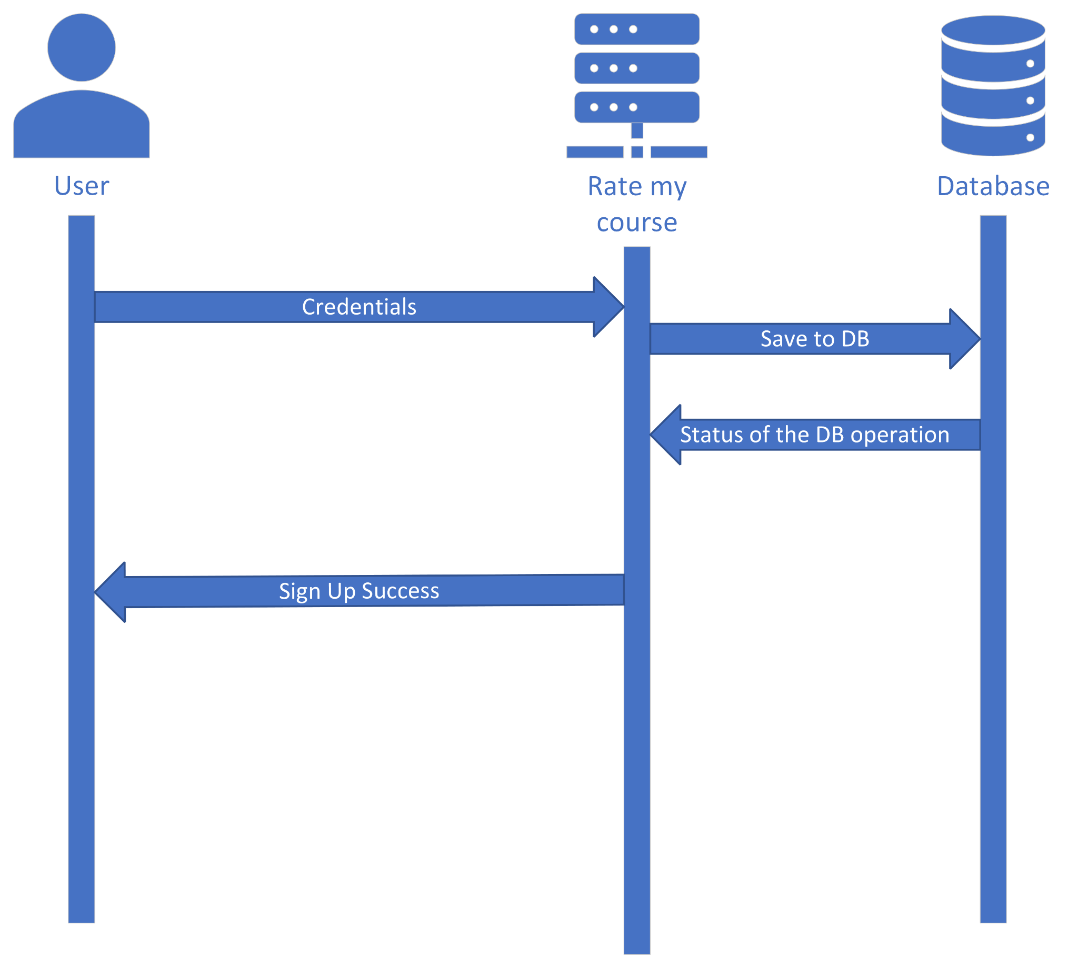 User
Rate my
course
Database
Credentials
Save to DB
Status of the DB operation
Sign Up Success